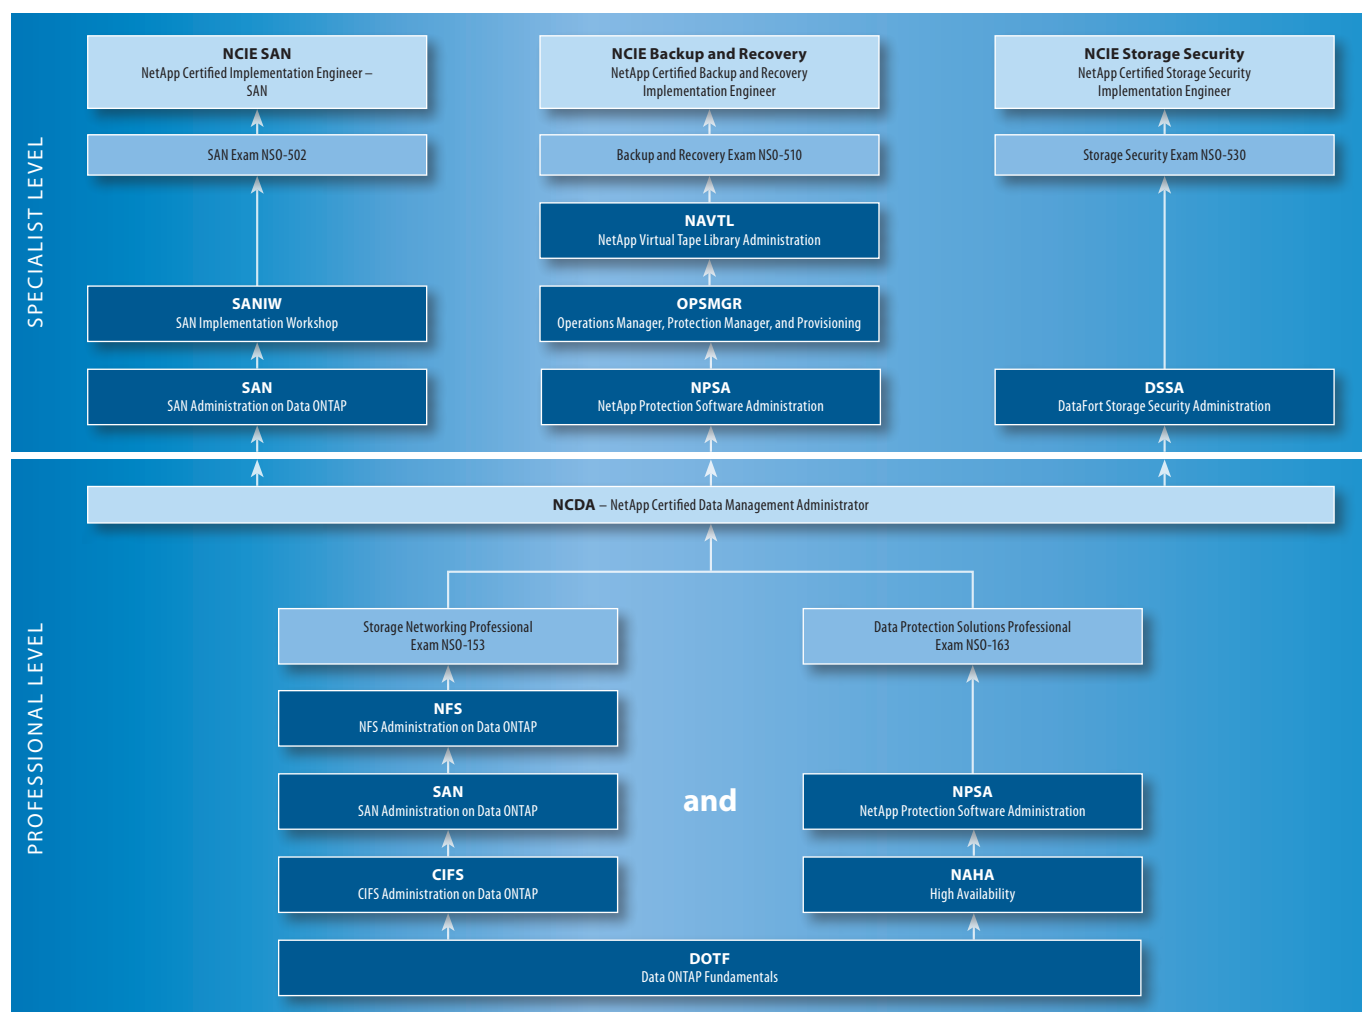 SPECIALIST LEVEL
NCIE SAN
NetApp Certified Implementation Engineer –
SAN
NCIE Backup and Recovery
NetApp Certified Backup and Recovery
Implementation Engineer
NCIE Storage Security
NetApp Certified Storage Security
Implementation Engineer
SAN Exam NSO-502
Backup and Recovery Exam NS0-510
Storage Security Exam NSO-530
NAVTL
NetApp Virtual Tape Library Administration
SANIW
SAN Implementation Workshop
OPSMGR
Operations Manager, Protection Manager, and Provisioning
SAN
SAN Administration on Data ONTAP
NPSA
NetApp Protection Software Administration
DSSA
DataFort Storage Security Administration
PROFESSIONAL LEVEL
NCDA – NetApp Certified Data Management Administrator
Storage Networking Professional
Exam NSO-153
Data Protection Solutions Professional
Exam NSO-163
NFS
NFS Administration on Data ONTAP
SAN
SAN Administration on Data ONTAP
and
NPSA
NetApp Protection Software Administration
CIFS
CIFS Administration on Data ONTAP
NAHA
High Availability
DOTF
Data ONTAP Fundamentals